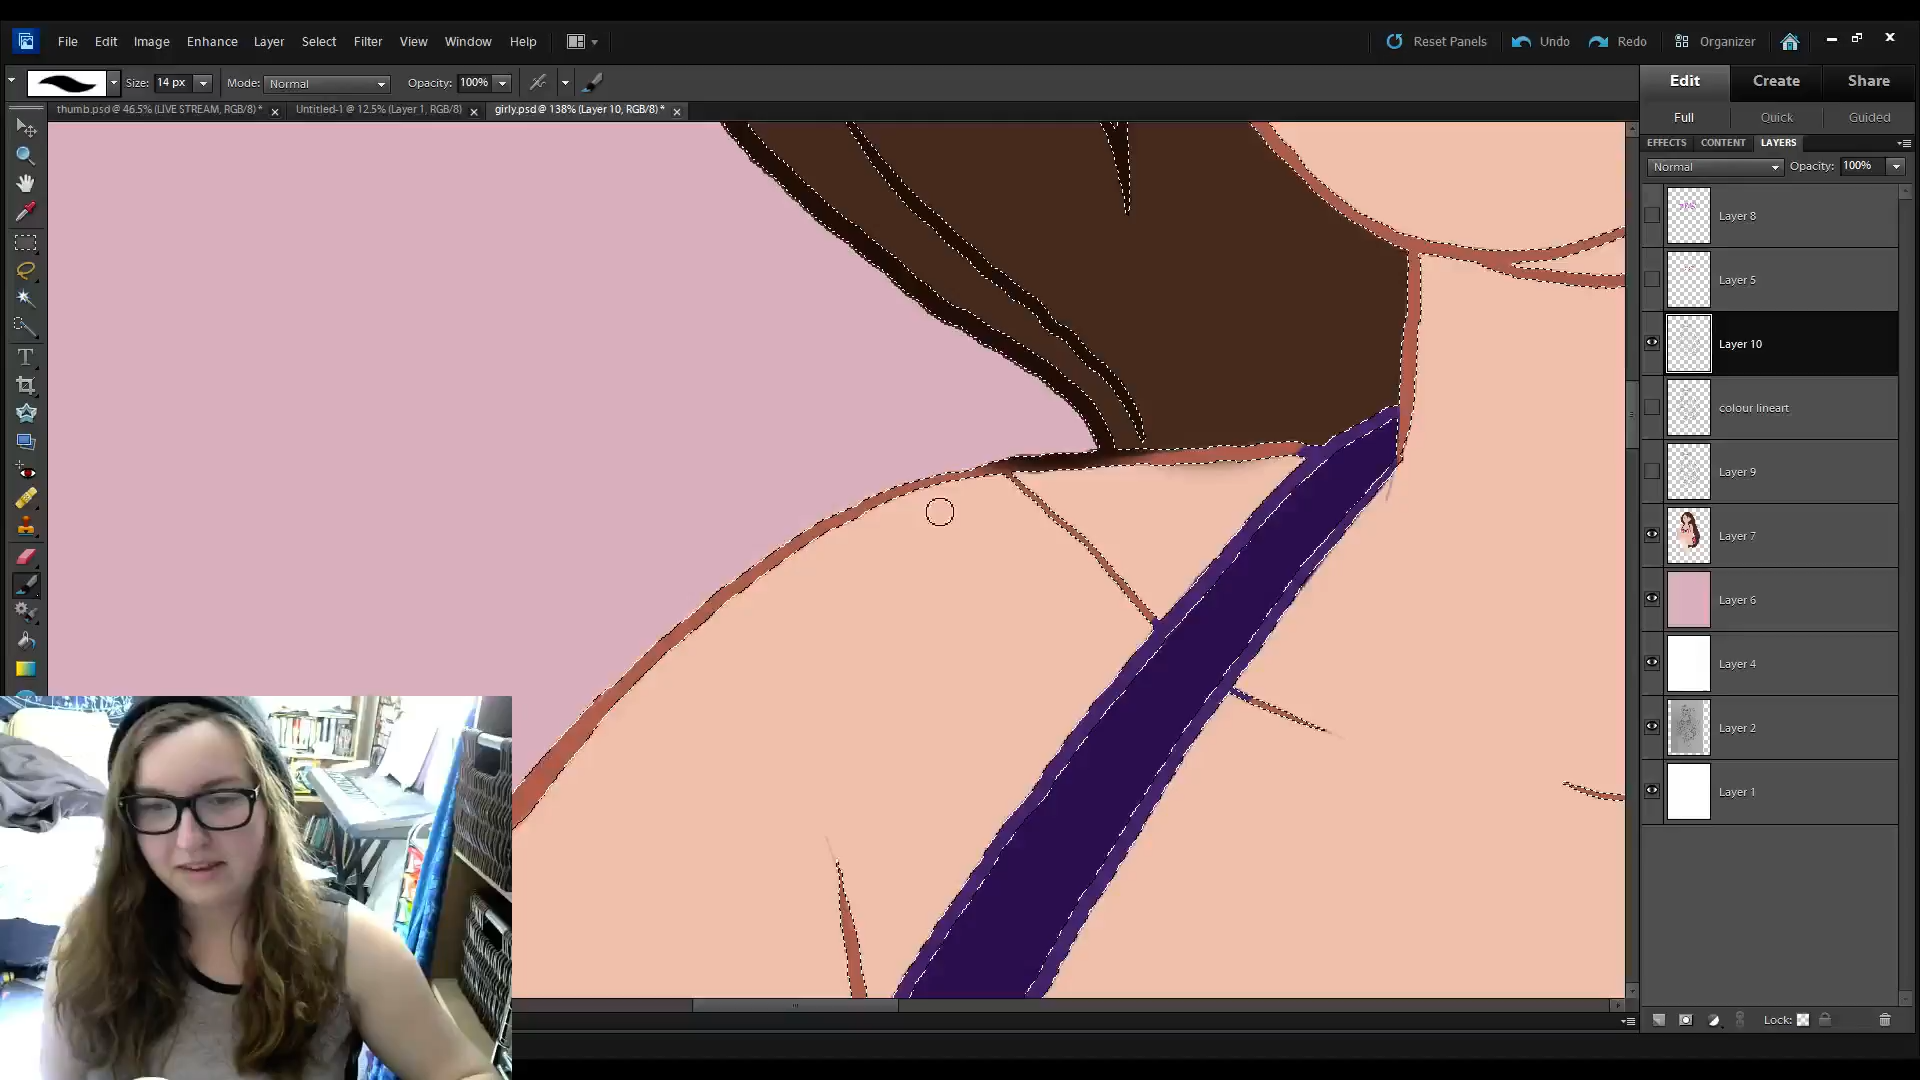 File Edit Image Enhance Layer Select Filter View Window Help Reset Panels Undo Redo Organizer
Size: 14 px Mode: Normal Opacity: 100% Edit Create Share
thumb.psd @ 46.5% (LIVE STREAM, RGB/8) * Untitled-1 @ 12.5% (Layer 1, RGB/8) girly.psd @ 138% (Layer 10, RGB/8) * Full Quick Guided
EFFECTS CONTENT LAYERS
Normal Opacity: 100%
Layer 8
Layer 5
Layer 10
colour lineart
Layer 9
Layer 7
Layer 6
Layer 4
Layer 2
Layer 1
Lock: